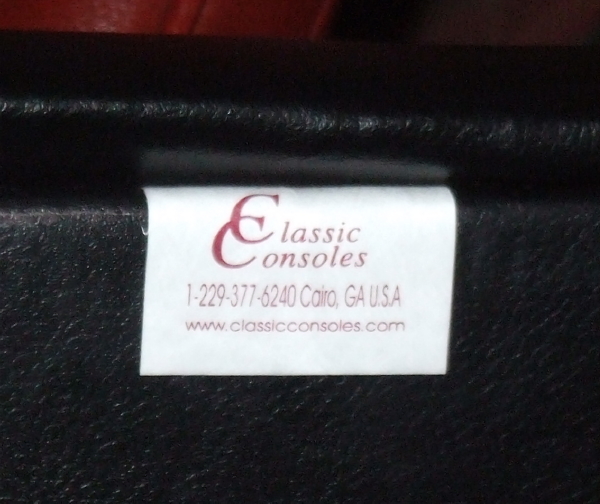 Classic
Consoles
1-229-377-6240 Cairo, GA U.S.A
www.classicconsoles.com